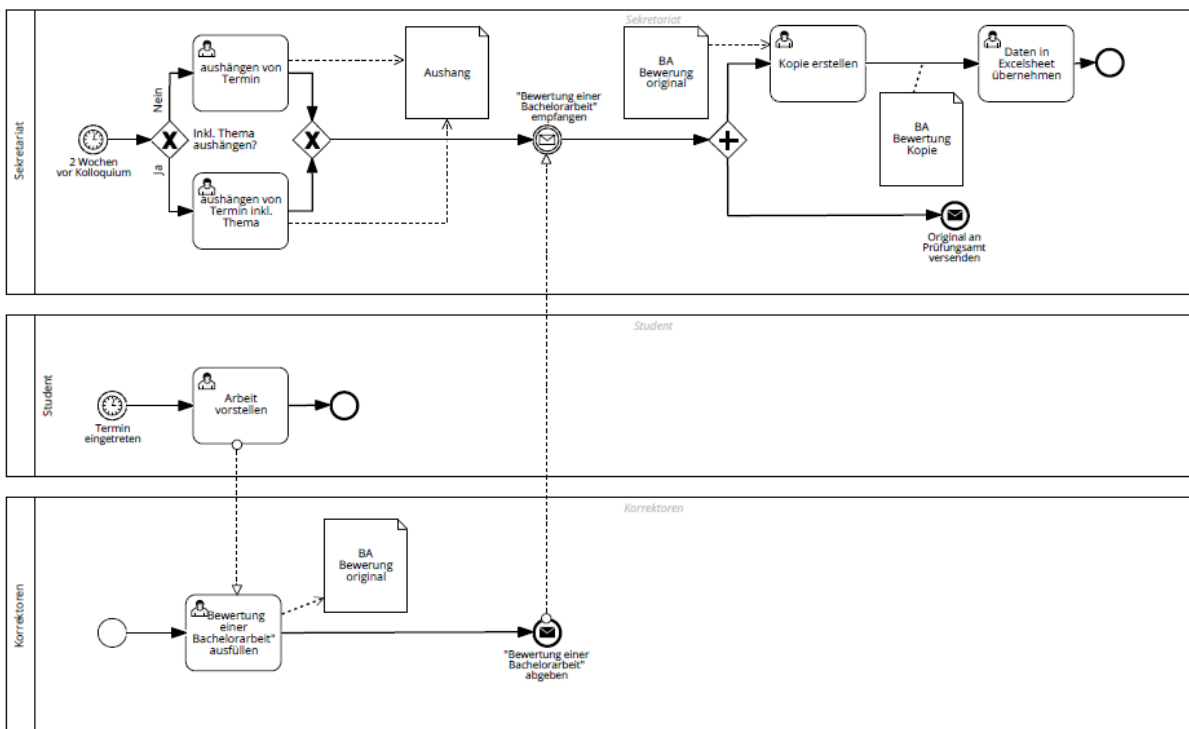 Sekretariat
Sekretariat
2 Wochen
vor Kolloquium
Nein
Ja
Inkl. Thema
aushängen?
aushängen von
Termin
aushängen von
Termin inkl.
Thema
Aushang
"Bewertung einer
Bachelorarbeit"
empfangen
BA
Bewerung
original
Kopie erstellen
BA
Bewertung
Kopie
Daten in
Excelsheet
übernehmen
Original an
Prüfungsamt
versenden
Student
Student
Termin
eingetreten
Arbeit
vorstellen
Korrektoren
Korrektoren
Bewertung
einer
Bachelorarbeit"
ausfüllen
BA
Bewerung
original
"Bewertung einer
Bachelorarbeit"
abgeben